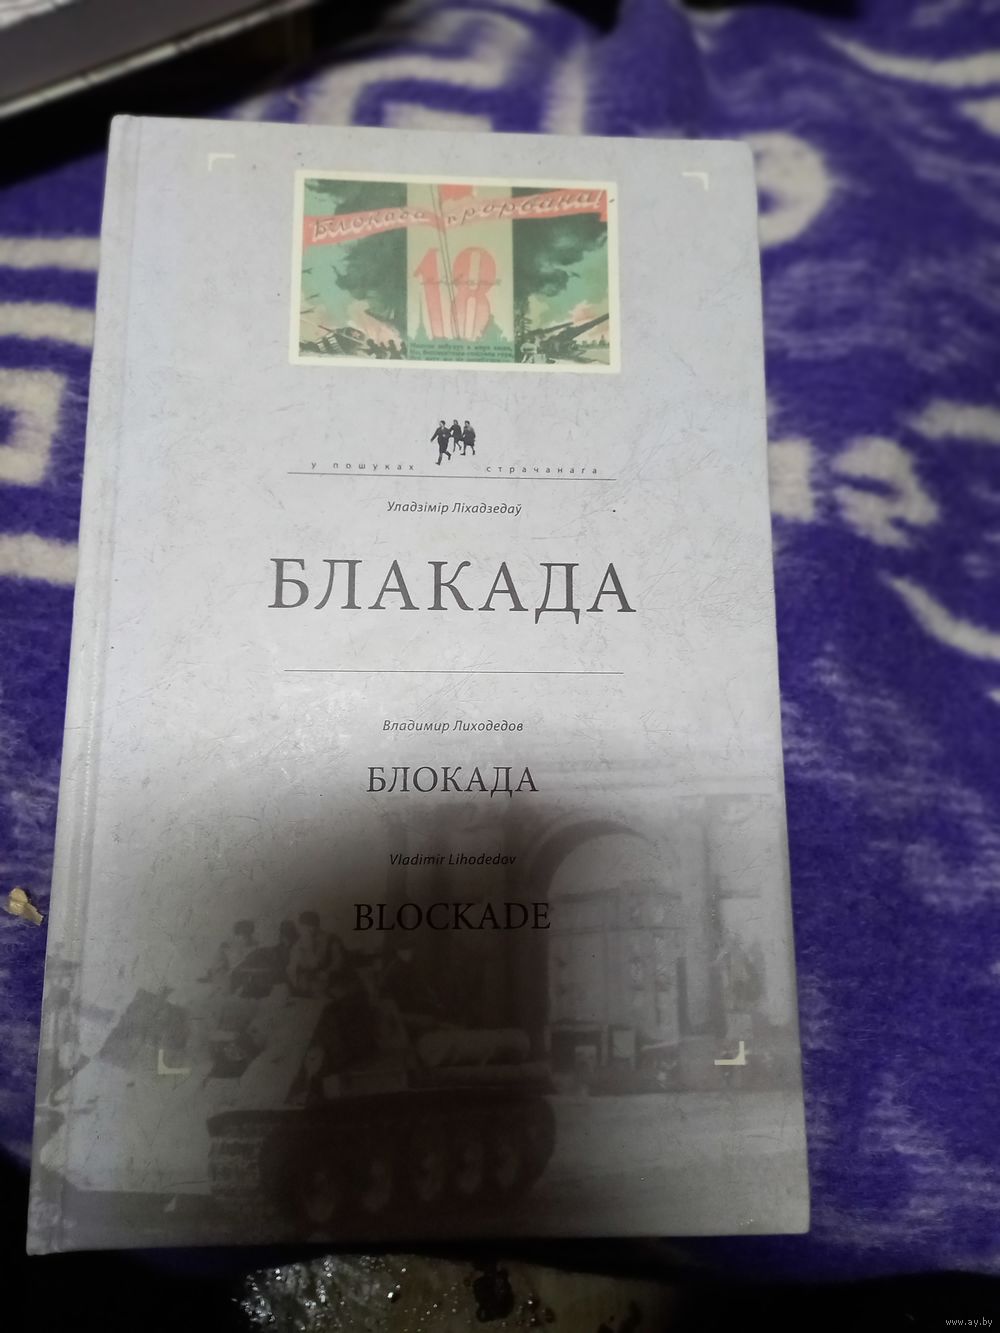 Блокада прорвана!
18
У ПОШУКАХ СТРАЧАНАГА
Уладзімір Ліхадзедаў
БЛАКАДА
Владимир Лиходедов
БЛОКАДА
Vladimir Lihodedov
BLOCKADE
www.ay.by